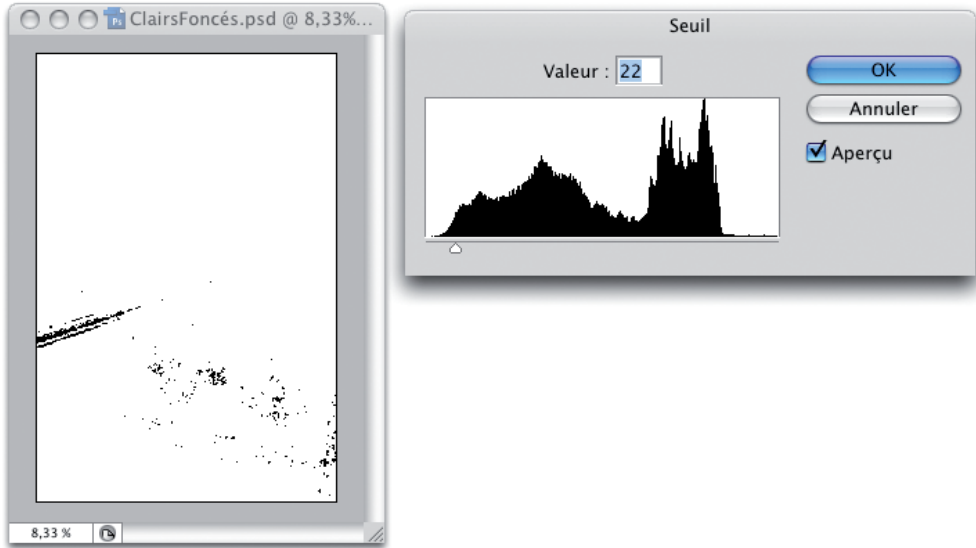 ClairsFoncés.psd @ 8,33%...
8,33 %
Seuil
Valeur : 22
OK
Annuler
Aperçu